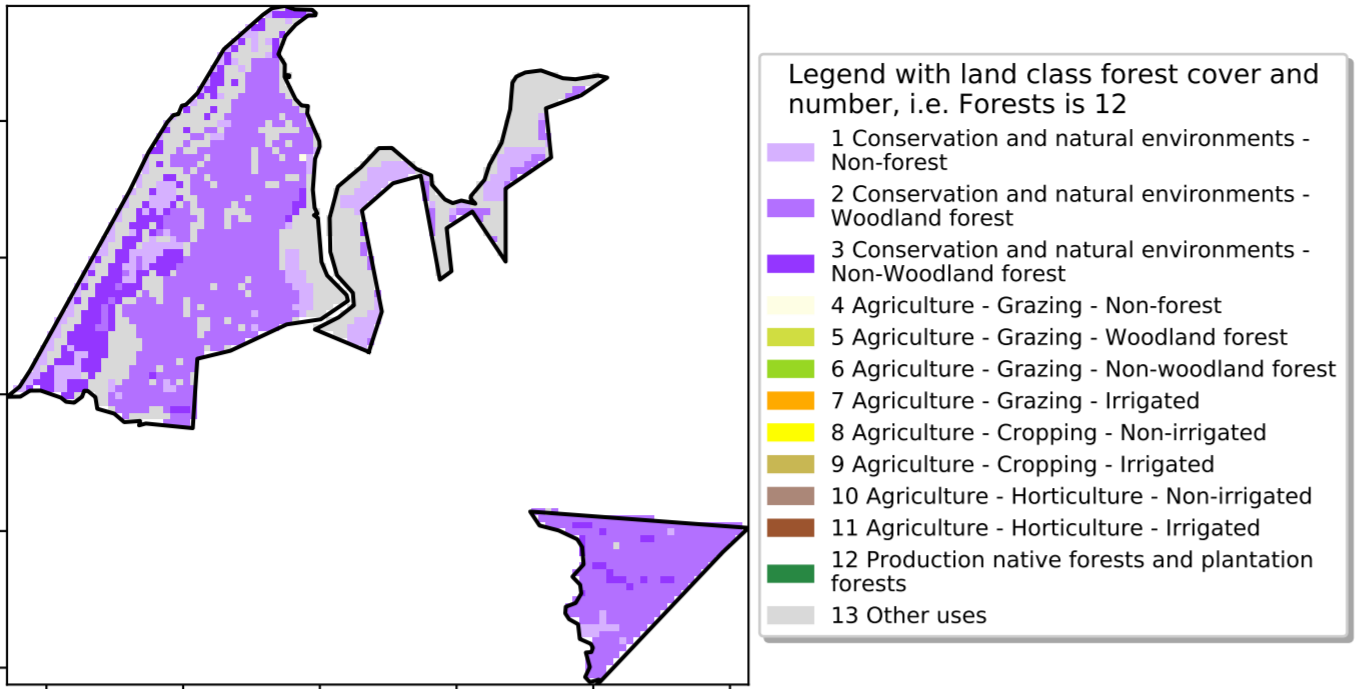 Legend with land class forest cover and
number, i.e. Forests is 12
1 Conservation and natural environments -
Non-forest
2 Conservation and natural environments -
Woodland forest
3 Conservation and natural environments -
Non-Woodland forest
4 Agriculture - Grazing - Non-forest
5 Agriculture - Grazing - Woodland forest
6 Agriculture - Grazing - Non-woodland forest
7 Agriculture - Grazing - Irrigated
8 Agriculture - Cropping - Non-irrigated
9 Agriculture - Cropping - Irrigated
10 Agriculture - Horticulture - Non-irrigated
11 Agriculture - Horticulture - Irrigated
12 Production native forests and plantation
forests
13 Other uses